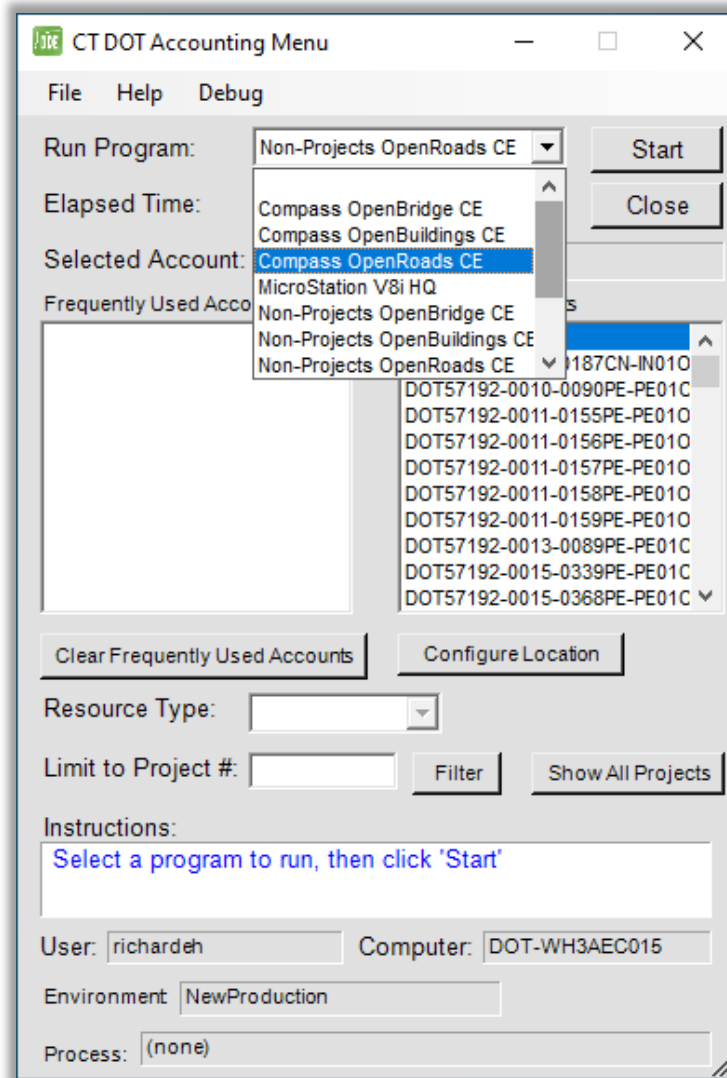 CT DOT Accounting Menu
File Help Debug
Run Program: Non-Projects OpenRoads CE Start
Elapsed Time: Close
Compass OpenBridge CE
Compass OpenBuildings CE
Selected Account: Compass OpenRoads CE
MicroStation V8i HQ
Frequently Used Acco Non-Projects OpenBridge CE
Non-Projects OpenBuildings CE
Non-Projects OpenRoads CE
0187CN-IN01O
DOT57192-0010-0090PE-PE01C
DOT57192-0011-0155PE-PE01O
DOT57192-0011-0156PE-PE01O
DOT57192-0011-0157PE-PE01O
DOT57192-0011-0158PE-PE01O
DOT57192-0011-0159PE-PE01O
DOT57192-0013-0089PE-PE01C
DOT57192-0015-0339PE-PE01C
DOT57192-0015-0368PE-PE01C
Clear Frequently Used Accounts Configure Location
Resource Type:
Limit to Project #: Filter Show All Projects
Instructions:
Select a program to run, then click 'Start'
User: richardeh Computer: DOT-WH3AEC015
Environment NewProduction
Process: (none)